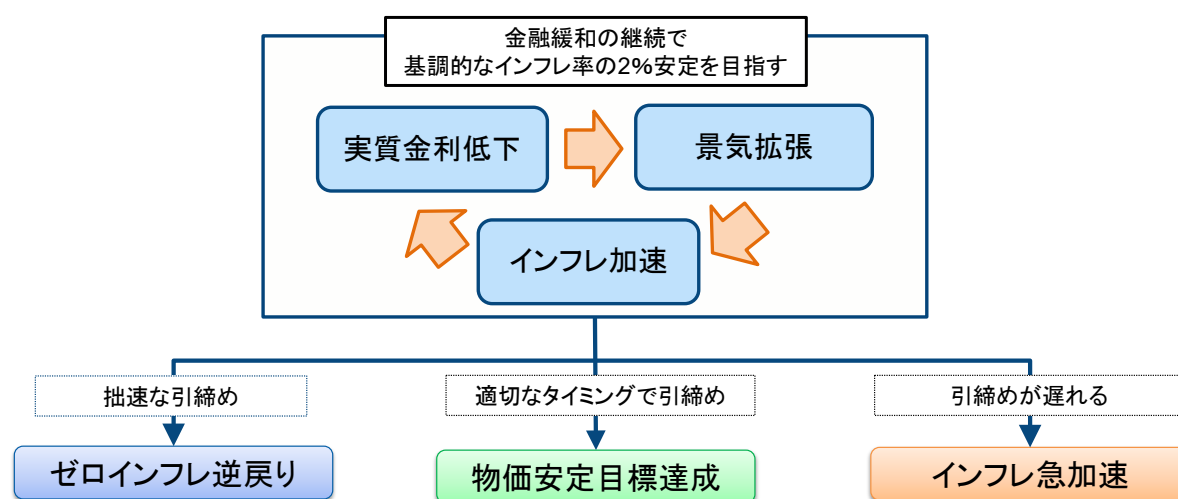 金融緩和の継続で
基調的なインフレ率の2%安定を目指す
実質金利低下
景気拡張
インフレ加速
拙速な引締め
適切なタイミングで引締め
引締めが遅れる
ゼロインフレ逆戻り
物価安定目標達成
インフレ急加速